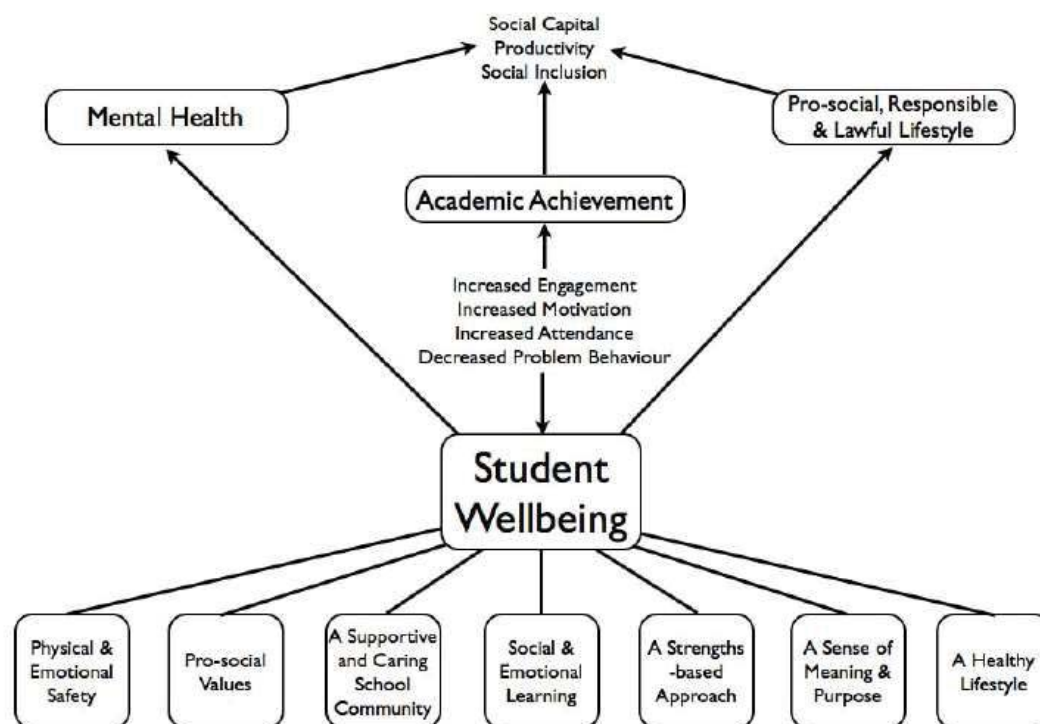 Social Capital
Productivity
Social Inclusion
Mental Health
Pro-social, Responsible
& Lawful Lifestyle
Academic Achievement
Increased Engagement
Increased Motivation
Increased Attendance
Decreased Problem Behaviour
Student
Wellbeing
Physical &
Emotional
Safety
Pro-social
Values
A Supportive
and Caring
School
Community
Social &
Emotional
Learning
A Strengths
-based
Approach
A Sense of
Meaning &
Purpose
A Healthy
Lifestyle